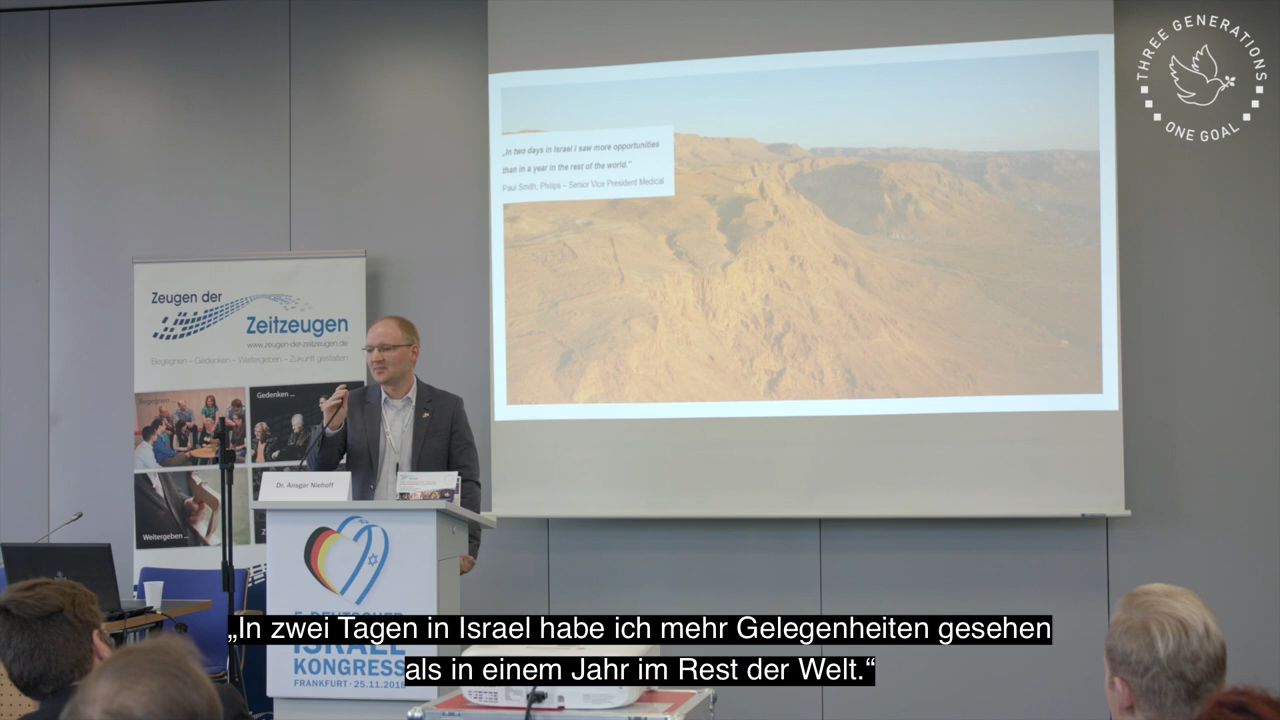 THREE GENERATIONS
ONE GOAL
„In two days in Israel I saw more opportunities
than in a year in the rest of the world."
Paul Smith, Philips – Senior Vice President Medical
Zeugen der
Zeitzeugen
www.zeugen-der-zeitzeugen.de
Begegnen – Gedenken – Weitergeben – Zukunft gestalten
Begegnen
Gedenken ...
Weitergeben ...
Dr. Ansgar Niehoff
ISRAEL
KONGRESS
FRANKFURT · 25.11.2018
„In zwei Tagen in Israel habe ich mehr Gelegenheiten gesehen
als in einem Jahr im Rest der Welt.“